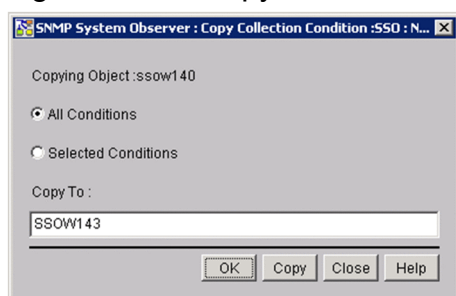 SNMP System Observer : Copy Collection Condition :SSO : N...
Copying Object :ssow140
All Conditions
Selected Conditions
Copy To :
SSOW143
OK Copy Close Help